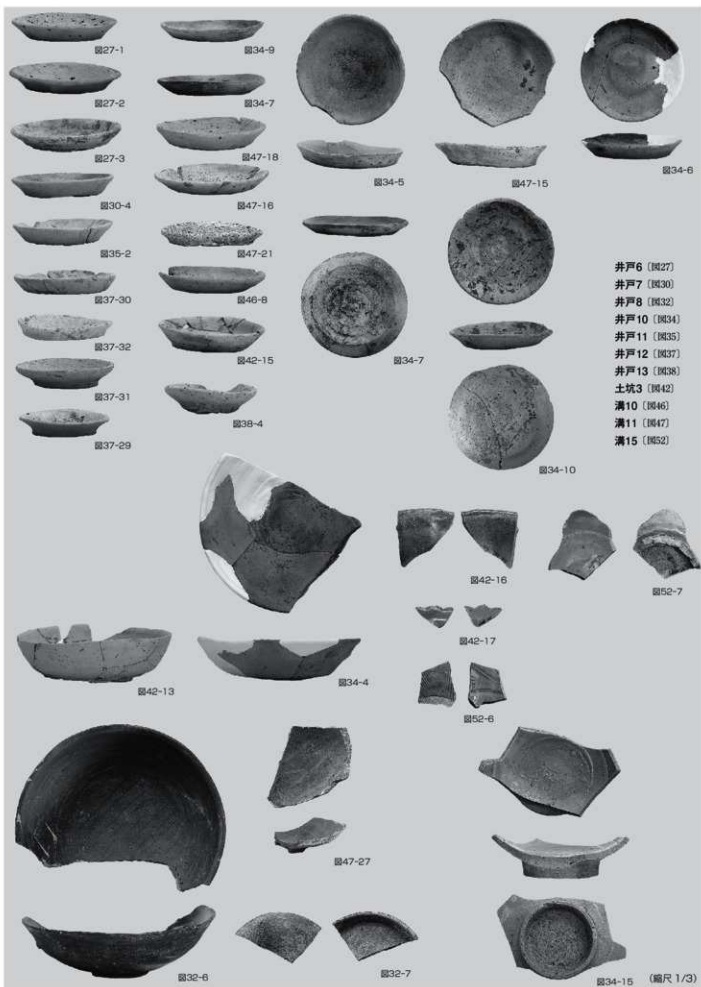 図27-1
図27-2
図27-3
図30-4
図35-2
図37-30
図37-32
図37-31
図37-29
図34-9
図34-7
図47-18
図47-16
図47-21
図46-8
図42-15
図38-4
図34-5
図47-15
図34-6
図34-7
図34-10
井戸6〔図27〕
井戸7〔図30〕
井戸8〔図32〕
井戸10〔図34〕
井戸11〔図35〕
井戸12〔図37〕
井戸13〔図38〕
土坑3〔図42〕
溝10〔図46〕
溝11〔図47〕
溝15〔図52〕
図42-13
図34-4
図42-16
図52-7
図42-17
図52-6
図32-6
図47-27
図32-7
図34-15
(縮尺1/3)